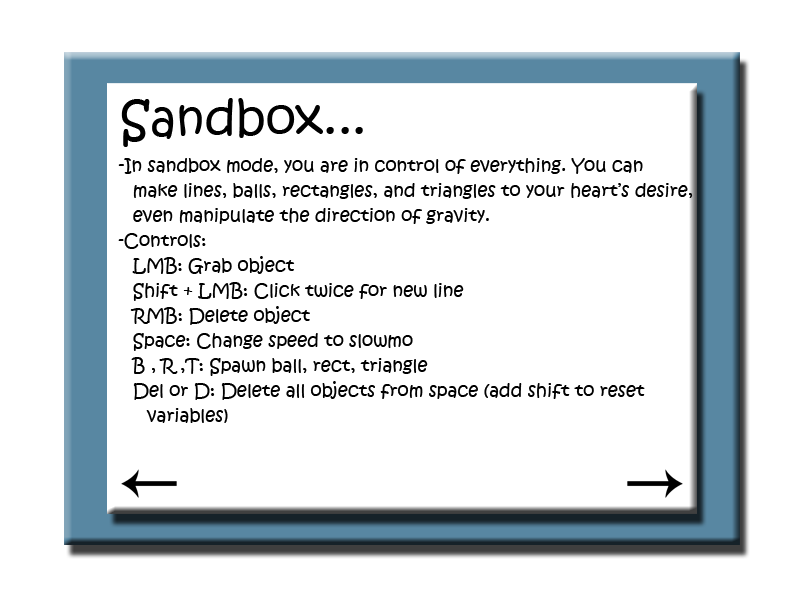 Sandbox...
-In sandbox mode, you are in control of everything. You can
make lines, balls, rectangles, and triangles to your heart's desire,
even manipulate the direction of gravity.
-Controls:
LMB: Grab object
Shift + LMB: Click twice for new line
RMB: Delete object
Space: Change speed to slowmo
B , R ,T: Spawn ball, rect, triangle
Del or D: Delete all objects from space (add shift to reset
variables)